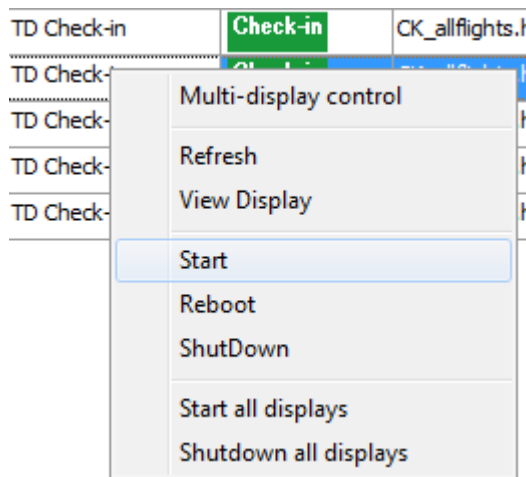 TD Check-in Check-in CK_allflights.h
TD Check-
Multi-display control
TD Check-
Refresh
TD Check-
View Display
TD Check-
Start
Reboot
ShutDown
Start all displays
Shutdown all displays